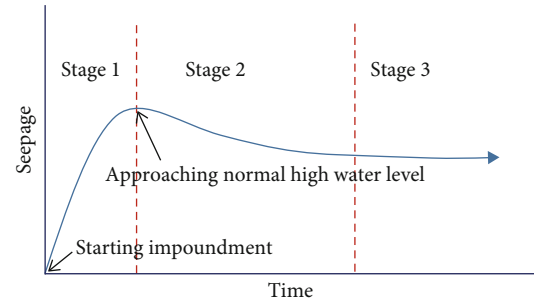 Stage 1
Stage 2
Stage 3
Seepage
Approaching normal high water level
Starting impoundment
Time